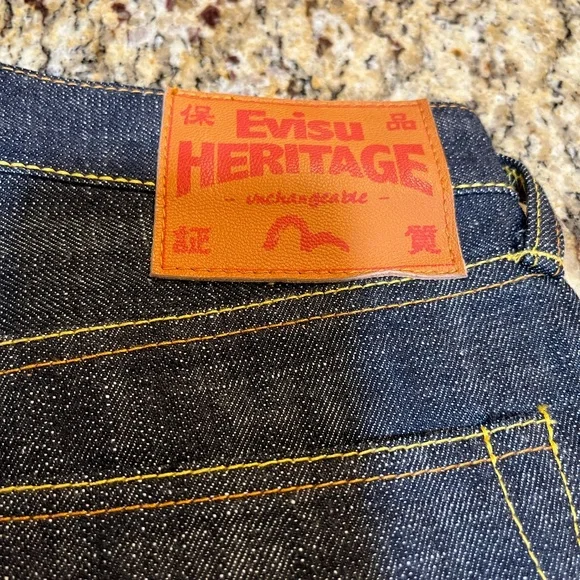 保 Evisu 品
HERITAGE
- unchangeable -
証 質